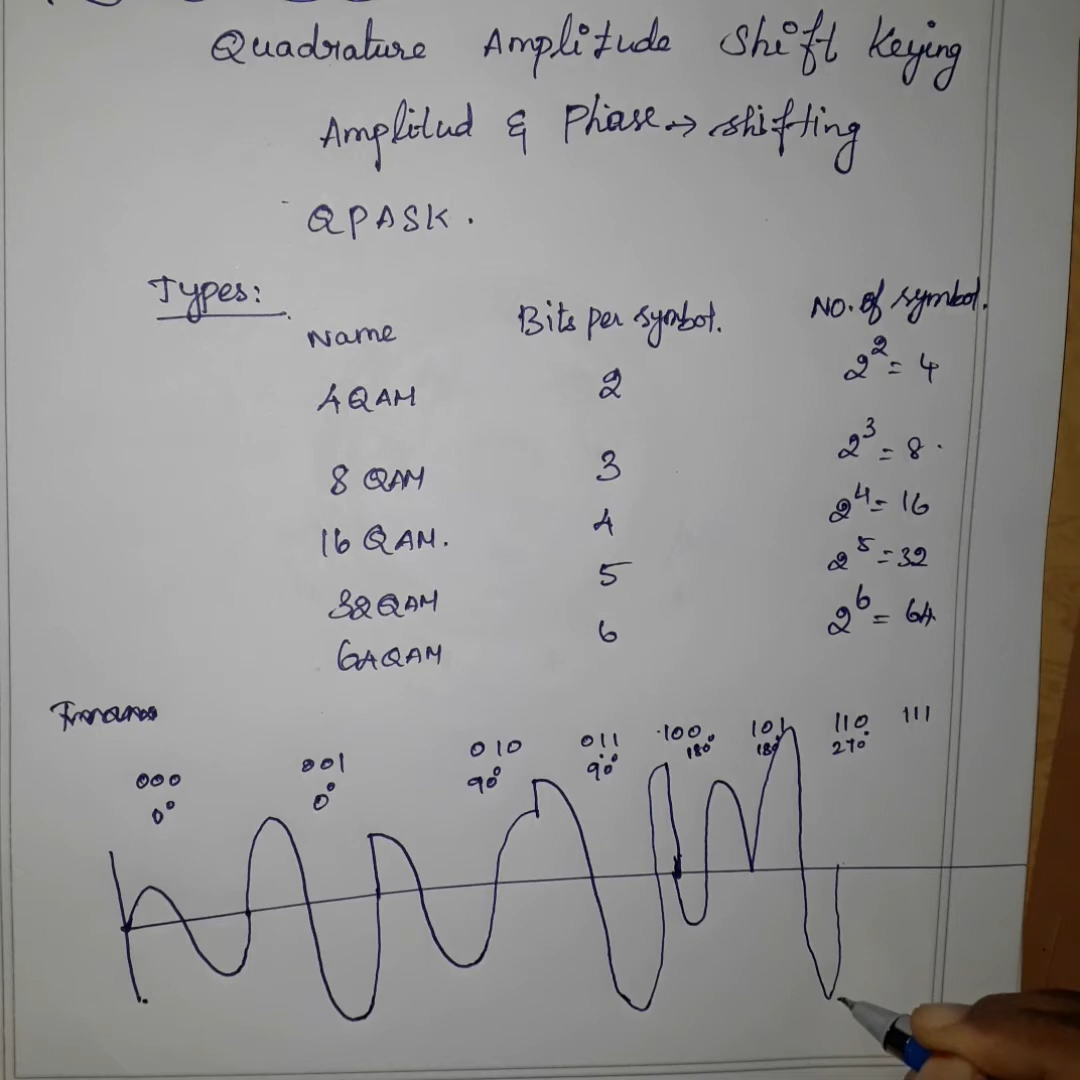 Quadrature Amplitude Shift Keying
Amplitud & Phase → shifting
QPASK.
Types:
Name Bits per symbol. No. of symbol.
4QAM 2 2² = 4
8 QAM 3 2³ = 8
16 QAM. 4 2⁴ = 16
32QAM 5 2⁵ = 32
64QAM 6 2⁶ = 64
000 001 010 011 100 101 110 111
0° 0° 90° 90° 180° 180° 270°